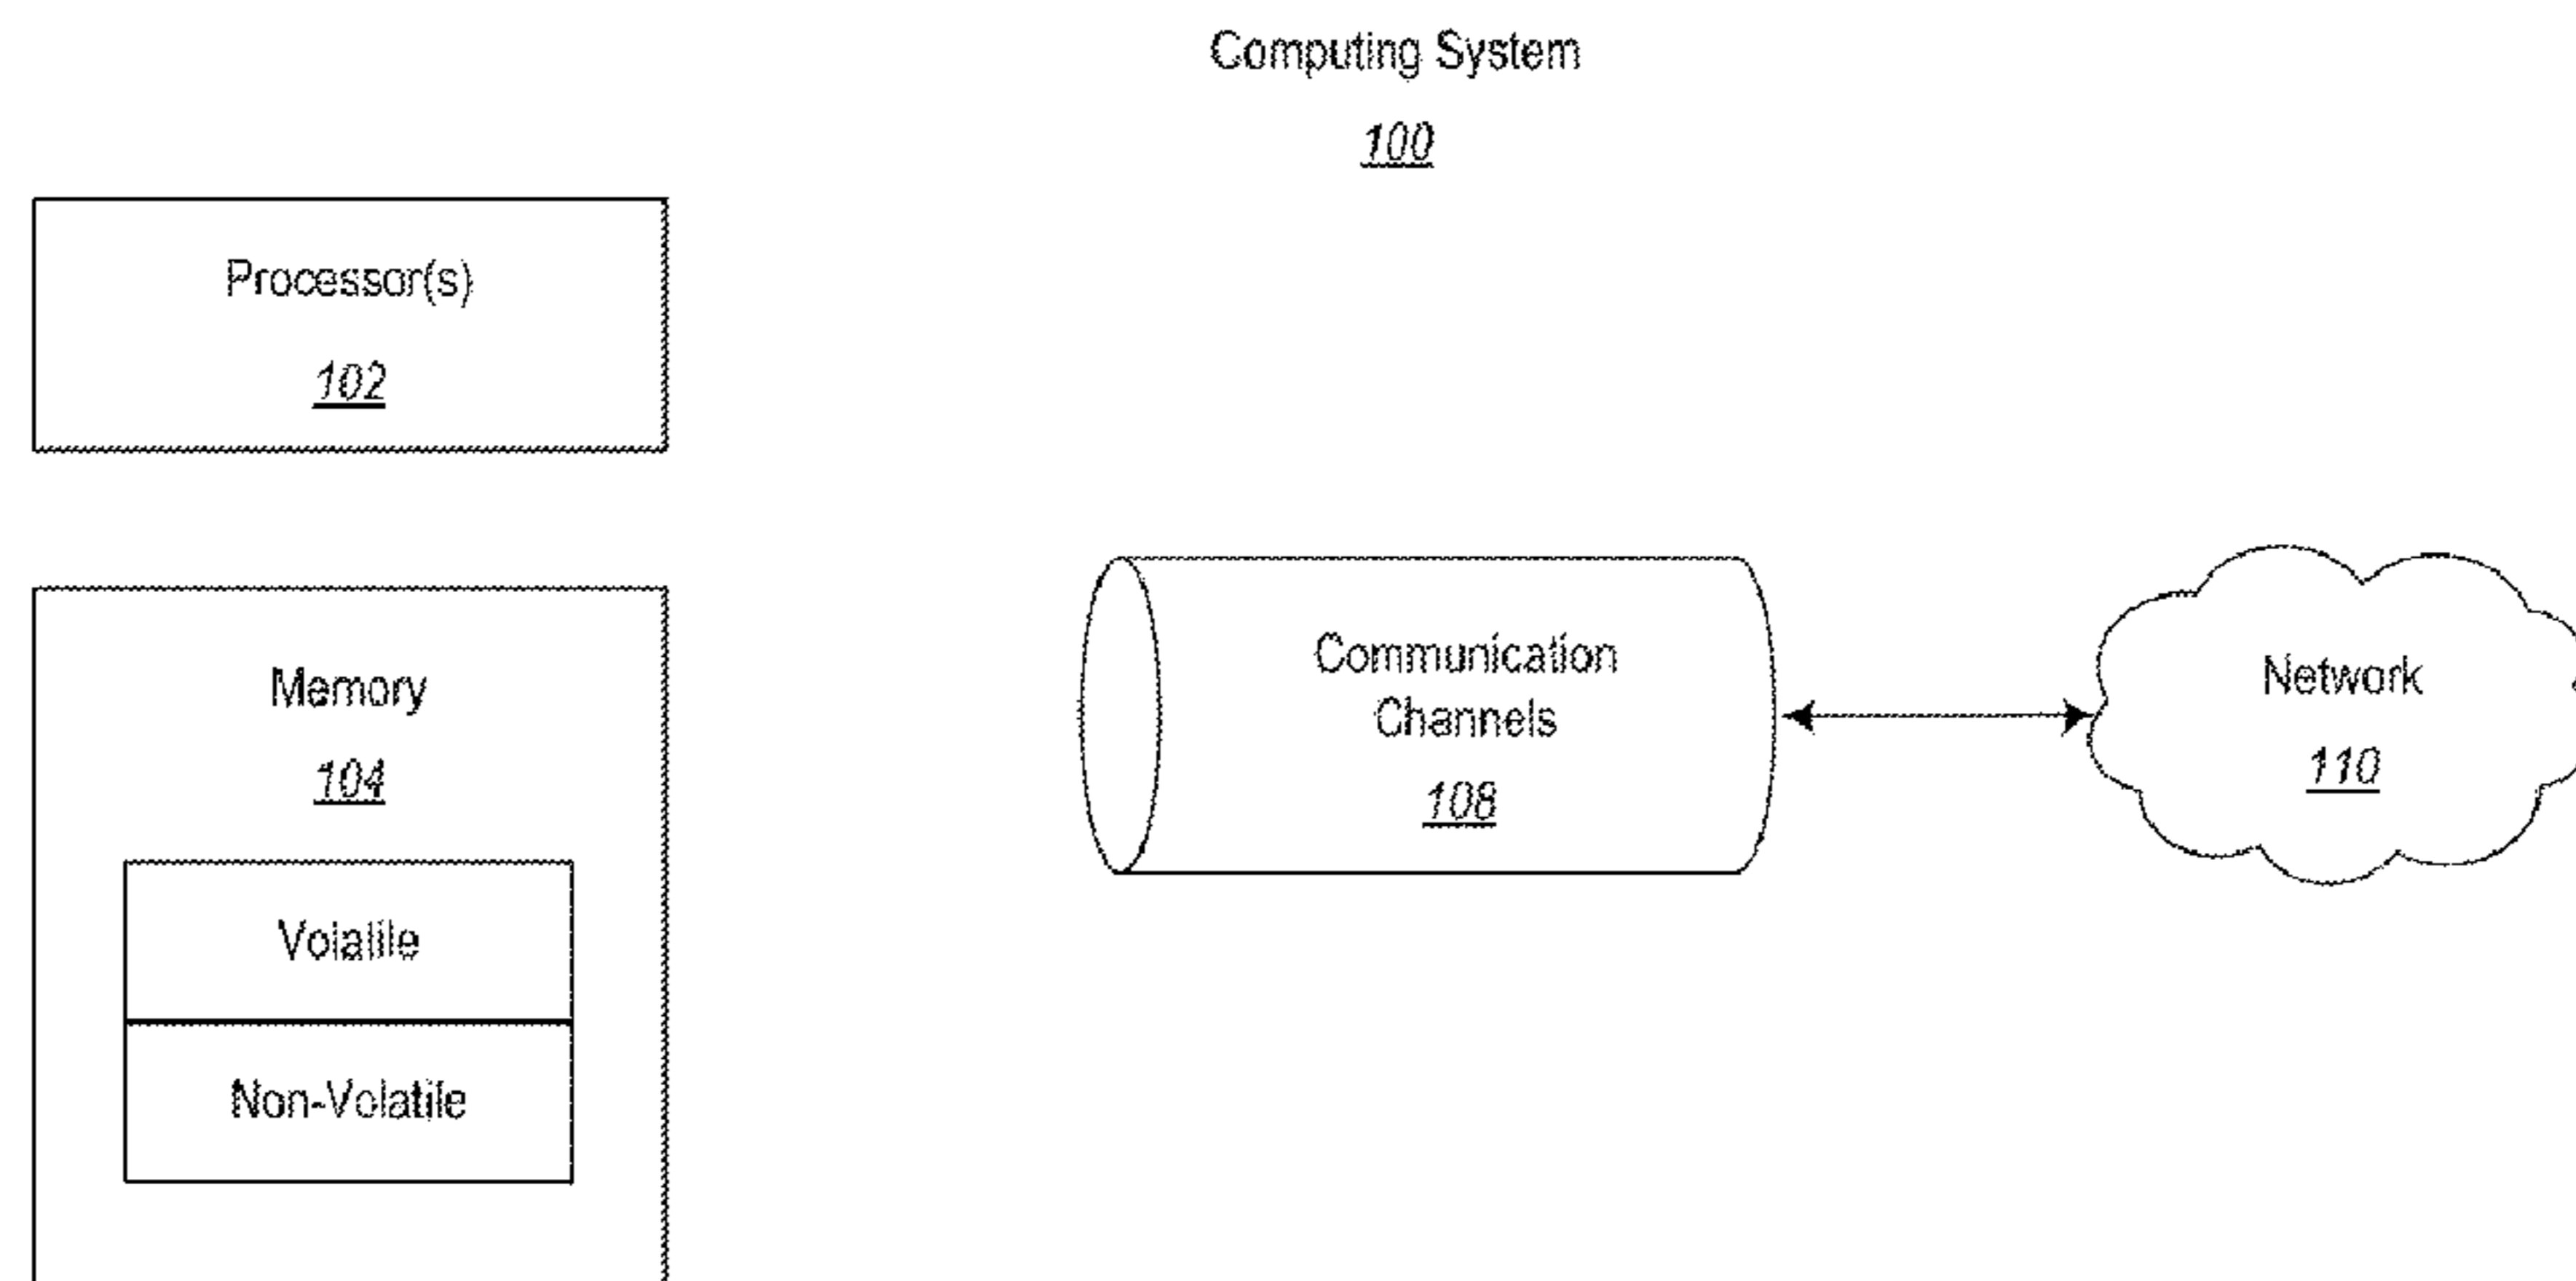 Computing System
100
Processor(s)
102
Memory
104
Volatile
Non-Volatile
Communication
Channels
108
Network
110